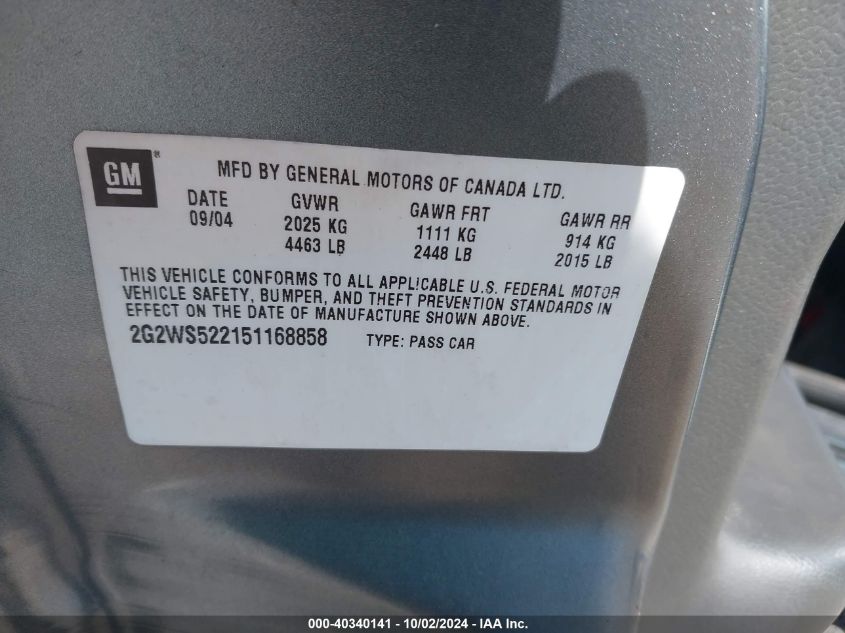 GM®
MFD BY GENERAL MOTORS OF CANADA LTD.
DATE GVWR GAWR FRT GAWR RR
09/04 2025 KG 1111 KG 914 KG
4463 LB 2448 LB 2015 LB
THIS VEHICLE CONFORMS TO ALL APPLICABLE U.S. FEDERAL MOTOR
VEHICLE SAFETY, BUMPER, AND THEFT PREVENTION STANDARDS IN
EFFECT ON THE DATE OF MANUFACTURE SHOWN ABOVE.
2G2WS522151168858 TYPE: PASS CAR
000-40340141 - 10/02/2024 - IAA Inc.